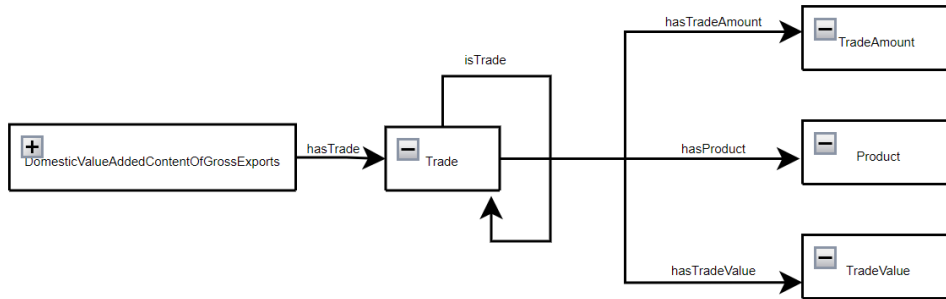 hasTradeAmount
TradeAmount
isTrade
DomesticValueAddedContentOfGrossExports
hasTrade
Trade
hasProduct
Product
hasTradeValue
TradeValue